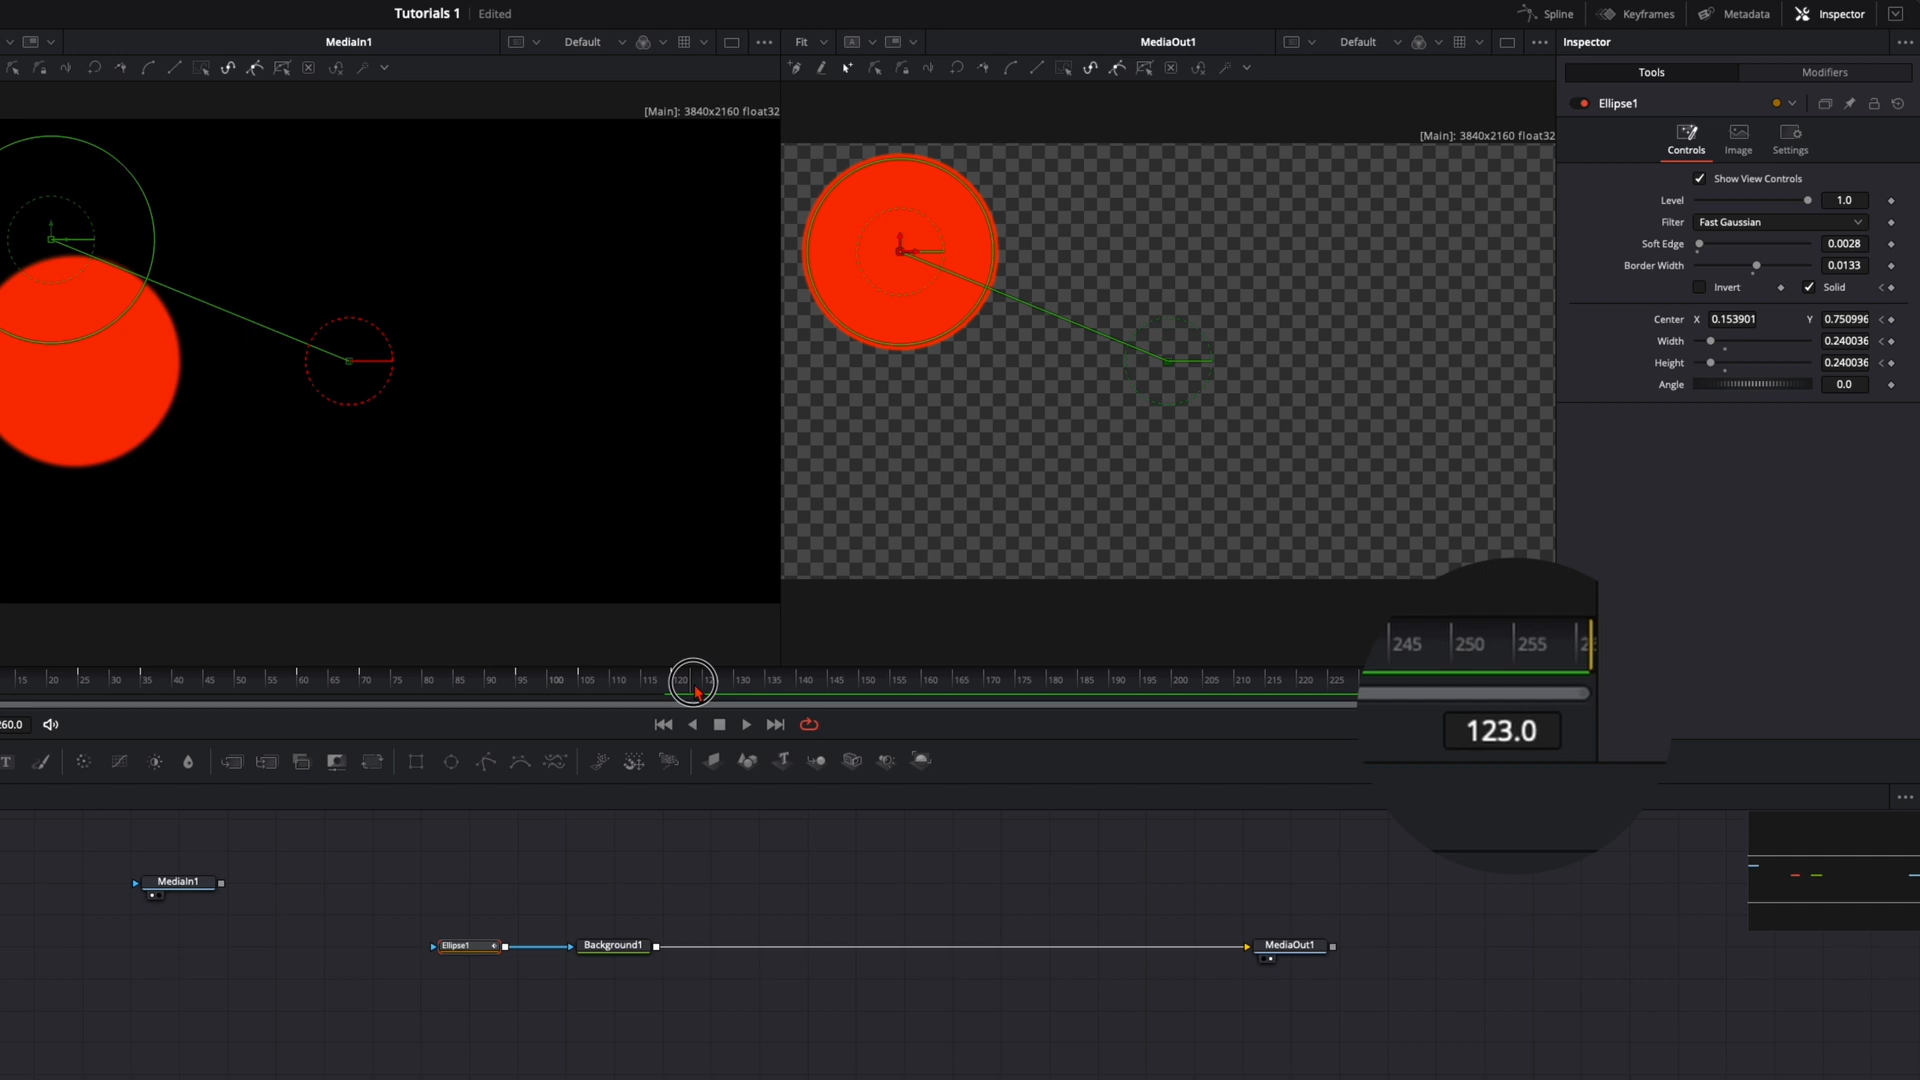 Tutorials 1 Edited Spline Keyframes Metadata Inspector
MediaIn1 Default Fit MediaOut1 Default Inspector
Tools Modifiers
[Main]: 3840x2160 float32
[Main]: 3840x2160 float32
Ellipse1
Controls Image Settings
Show View Controls
Level 1.0
Filter Fast Gaussian
Soft Edge 0.0028
Border Width 0.0133
Invert Solid
Center X 0.153901 Y 0.750996
Width 0.240036
Height 0.240036
Angle 0.0
245 250 255
15 20 25 30 35 40 45 50 55 60 65 70 75 80 85 90 95 100 105 110 115 120 130 135 140 145 150 155 160 165 170 175 180 185 190 195 200 205 210 215 220 225
260.0
123.0
T
MediaIn1
Ellipse1 Background1 MediaOut1